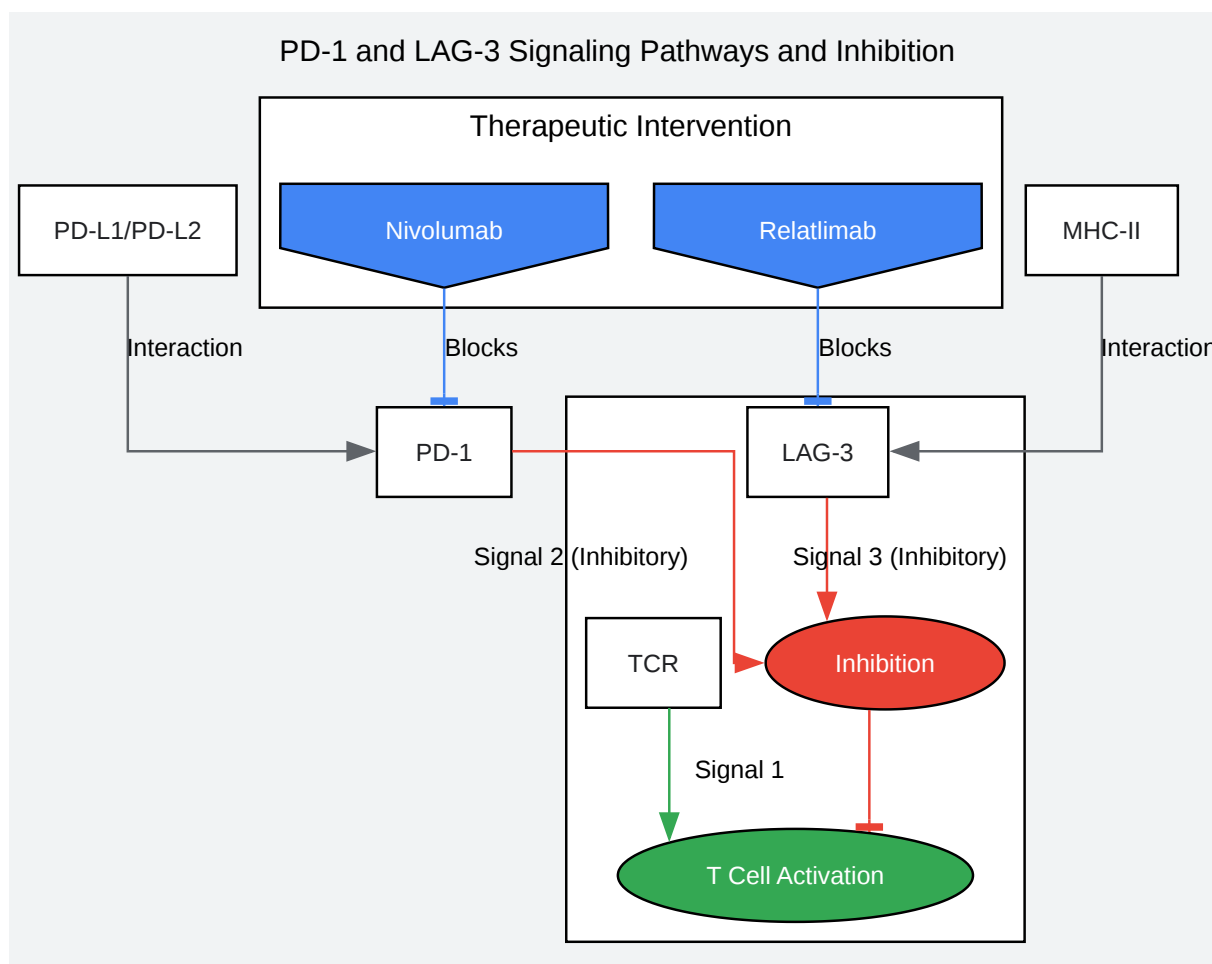 PD-1 and LAG-3 Signaling Pathways and Inhibition
Therapeutic Intervention
PD-L1/PD-L2
Nivolumab
Relatlimab
MHC-II
Interaction
Blocks
Blocks
Interaction
PD-1
LAG-3
Signal 2 (Inhibitory)
Signal 3 (Inhibitory)
TCR
Inhibition
Signal 1
T Cell Activation